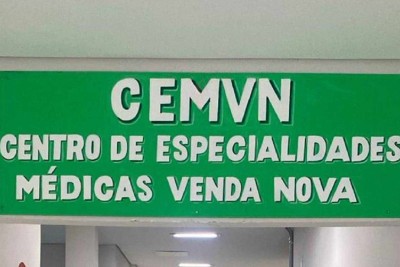 CEMVN
CENTRO DE ESPECIALIDADES
MÉDICAS VENDA NOVA